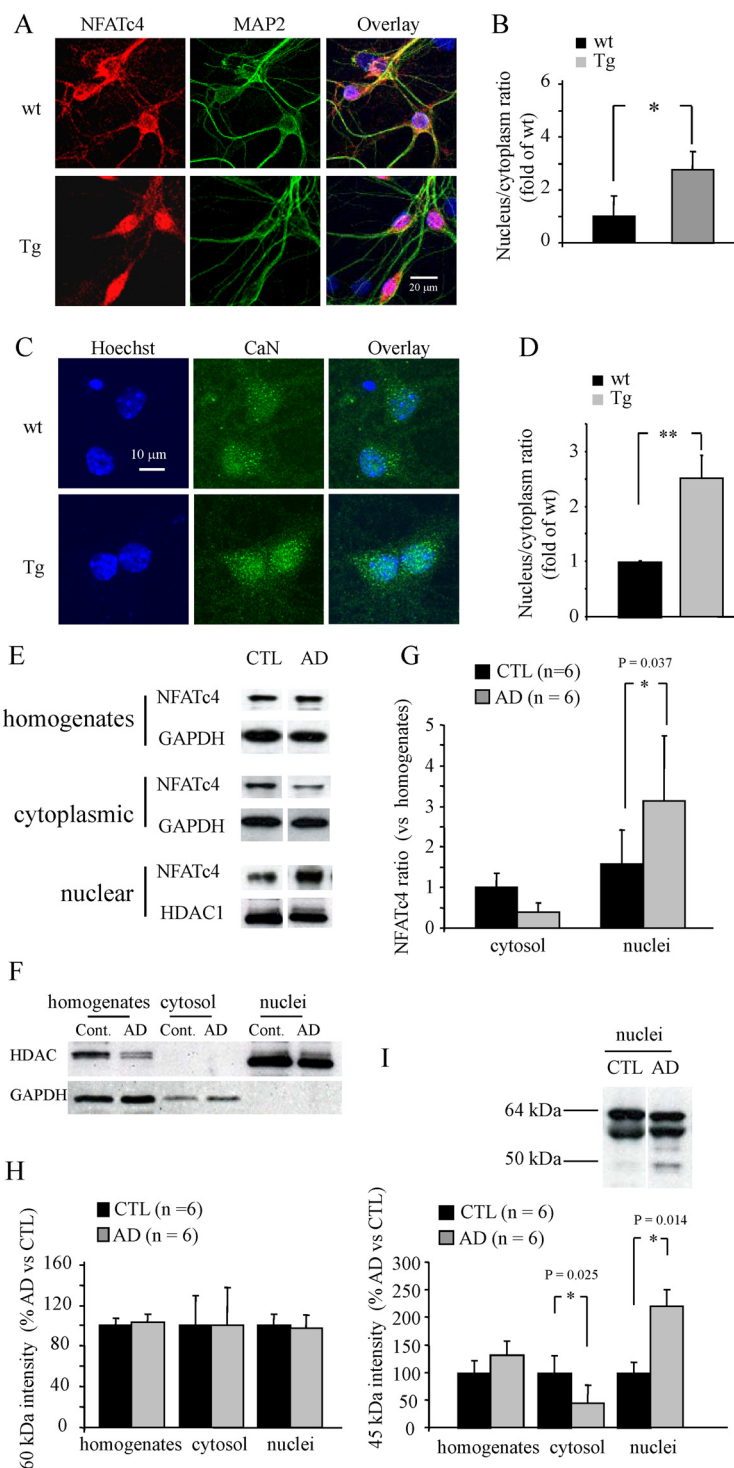 A
NFATc4 MAP2 Overlay
wt
Tg
20 μm
B
wt
Tg
Nucleus/cytoplasm ratio
(fold of wt)
6
4
2
0
*
C
Hoechst CaN Overlay
wt
10 μm
Tg
D
wt
Tg
Nucleus/cytoplasm ratio
(fold of wt)
3
2
1
0
**
E
CTL AD
homogenates
NFATc4
GAPDH
cytoplasmic
NFATc4
GAPDH
nuclear
NFATc4
HDAC1
G
CTL (n=6)
AD (n = 6)
P = 0.037
*
NFATc4 ratio (vs homogenates)
5
4
3
2
1
0
cytosol nuclei
F
homogenates cytosol nuclei
Cont. AD Cont. AD Cont. AD
HDAC
GAPDH
I
nuclei
CTL AD
64 kDa
50 kDa
H
CTL (n =6)
AD (n = 6)
60 kDa intensity (% AD vs CTL)
160
120
80
40
0
homogenates cytosol nuclei
CTL (n = 6)
AD (n = 6)
P = 0.025
*
P = 0.014
*
45 kDa intensity (% AD vs CTL)
300
250
200
150
100
50
0
homogenates cytosol nuclei